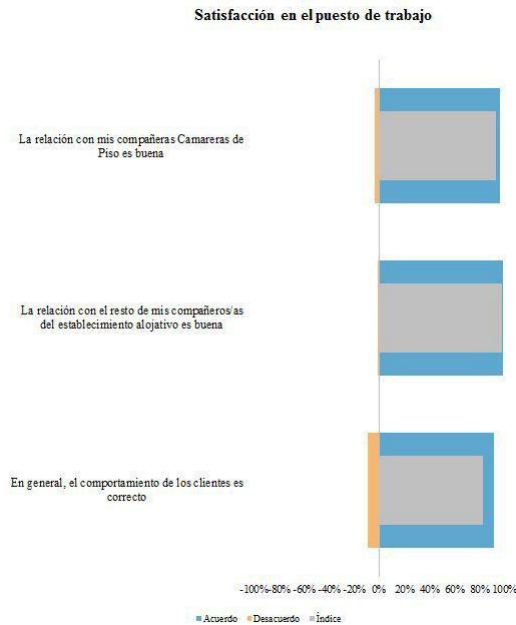 Satisfacción en el puesto de trabajo
La relación con mis compañeras Camareras de
Piso es buena
La relación con el resto de mis compañeros/as
del establecimiento alojativo es buena
En general, el comportamiento de los clientes es
correcto
-100% -80% -60% -40% -20% 0% 20% 40% 60% 80% 100%
Acuerdo Desacuerdo Índice